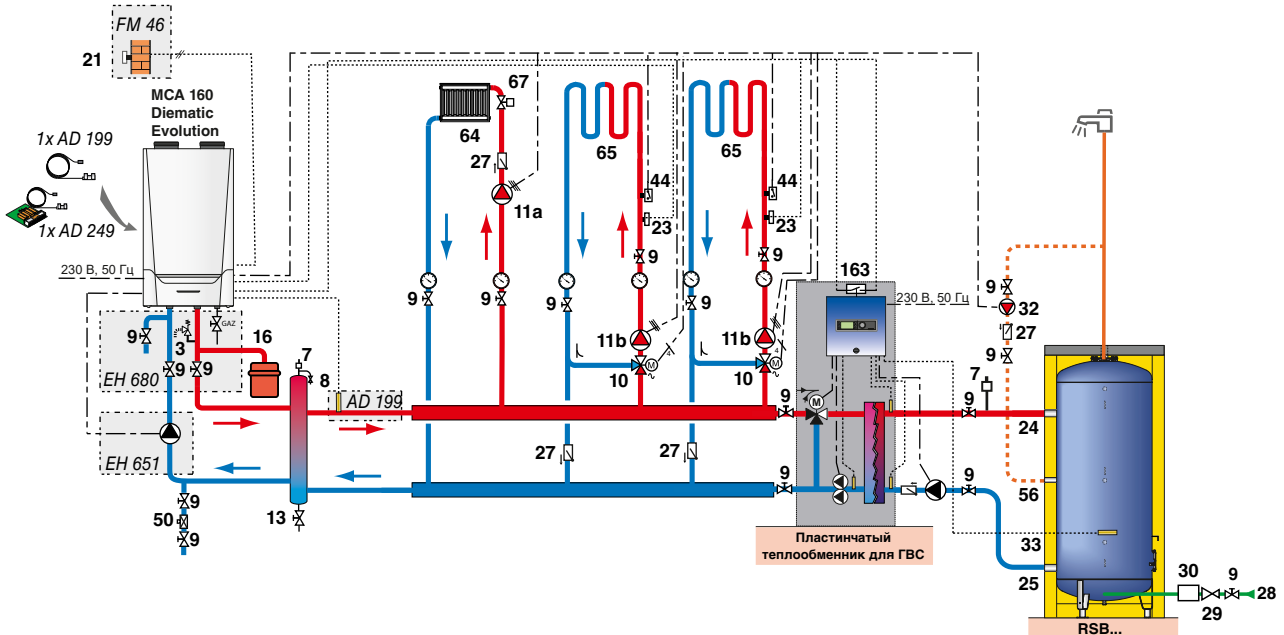 FM 46
21
MCA 160
Diematic
Evolution
1x AD 199
1x AD 249
230 В, 50 Гц
67
64
27
11a
9
9
65
44
23
9
9
11b
10
65
44
23
9
9
11b
10
163
230 В, 50 Гц
9
32
27
9
GAZ
9
3
9
9
EH 680
16
7
8
AD 199
EH 651
9
50
9
13
27
27
9
9
M
M
M
4
4
~
~
Пластинчатый
теплообменник для ГВС
9
7
9
24
56
33
25
30
29
9
28
RSB...